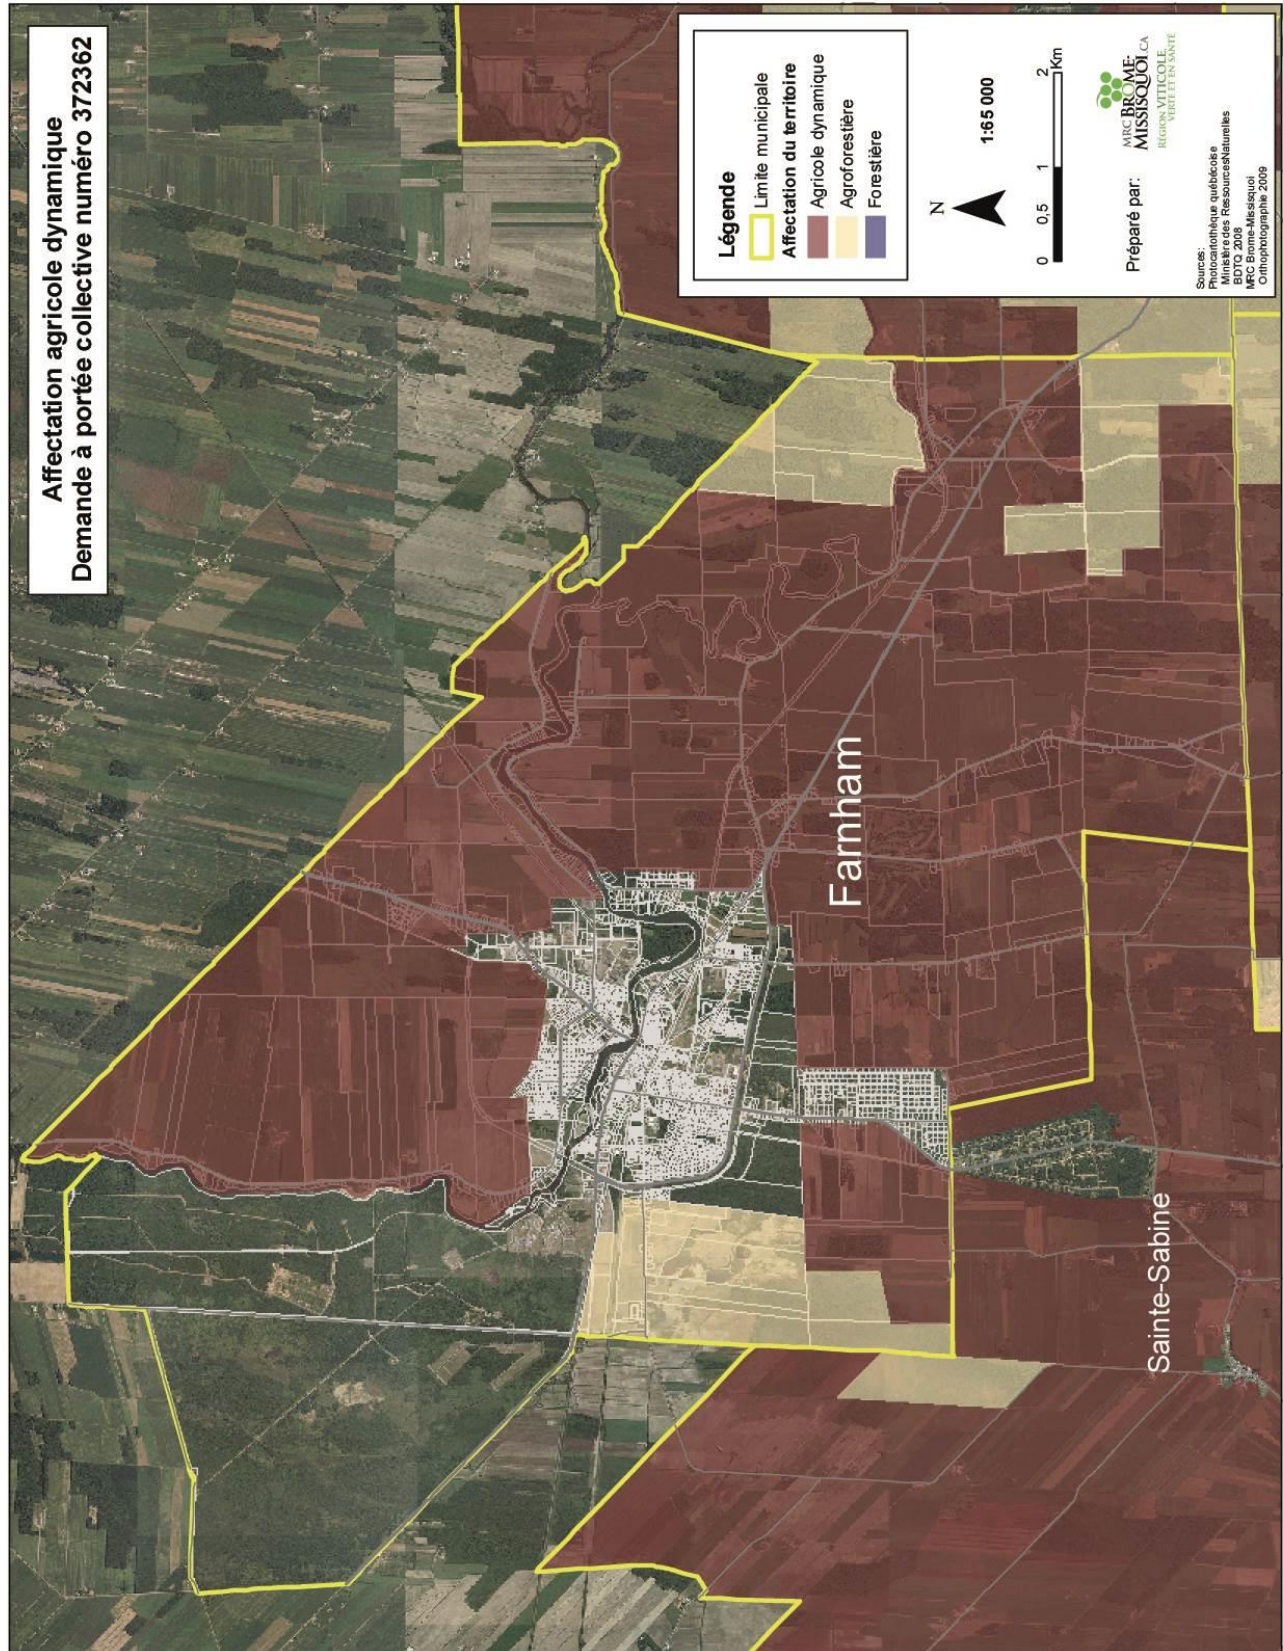 Affectation agricole dynamique
Demande à portée collective numéro 372362
Légende
Limite municipale
Affectation du territoire
Agricole dynamique
Agroforestière
Forestière
N
1:65 000
0 0,5 1 2
Km
Préparé par:
MRC BROME-
MISSISQUOI.CA
RÉGION VITICOLE,
VERTE ET EN SANTÉ
Sources:
Photocartothèque québécoise
Ministère des RessourcesNaturelles
BDTQ 2008
MRC Brome-Missisquoi
Orthophotographie 2009
Farnham
Sainte-Sabine